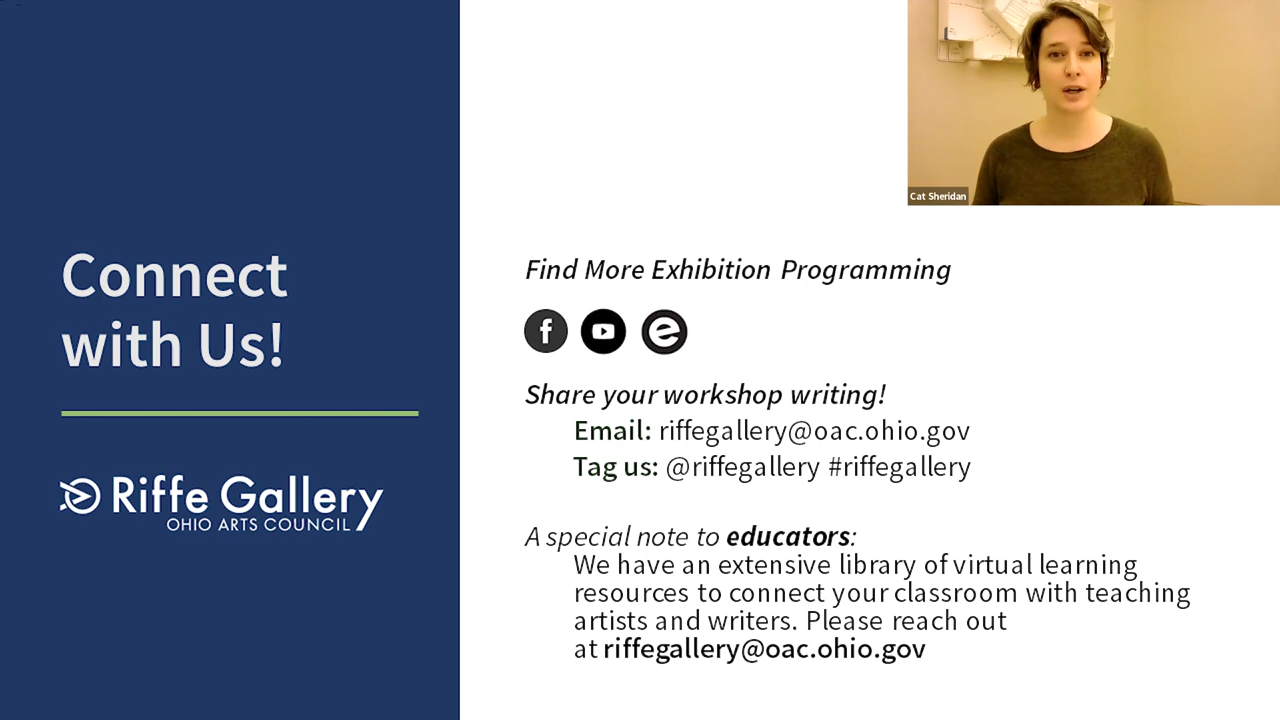 Cat Sheridan
Connect
with Us!
Riffe Gallery
OHIO ARTS COUNCIL
Find More Exhibition Programming
Share your workshop writing!
Email: riffegallery@oac.ohio.gov
Tag us: @riffegallery #riffegallery
A special note to educators:
We have an extensive library of virtual learning
resources to connect your classroom with teaching
artists and writers. Please reach out
at riffegallery@oac.ohio.gov